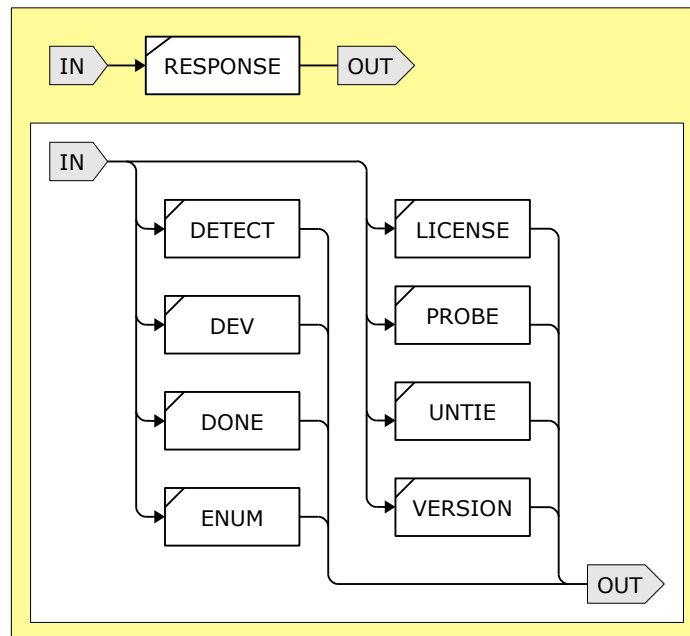 IN
RESPONSE
OUT
IN
DETECT
LICENSE
DEV
PROBE
DONE
UNTIE
ENUM
VERSION
OUT